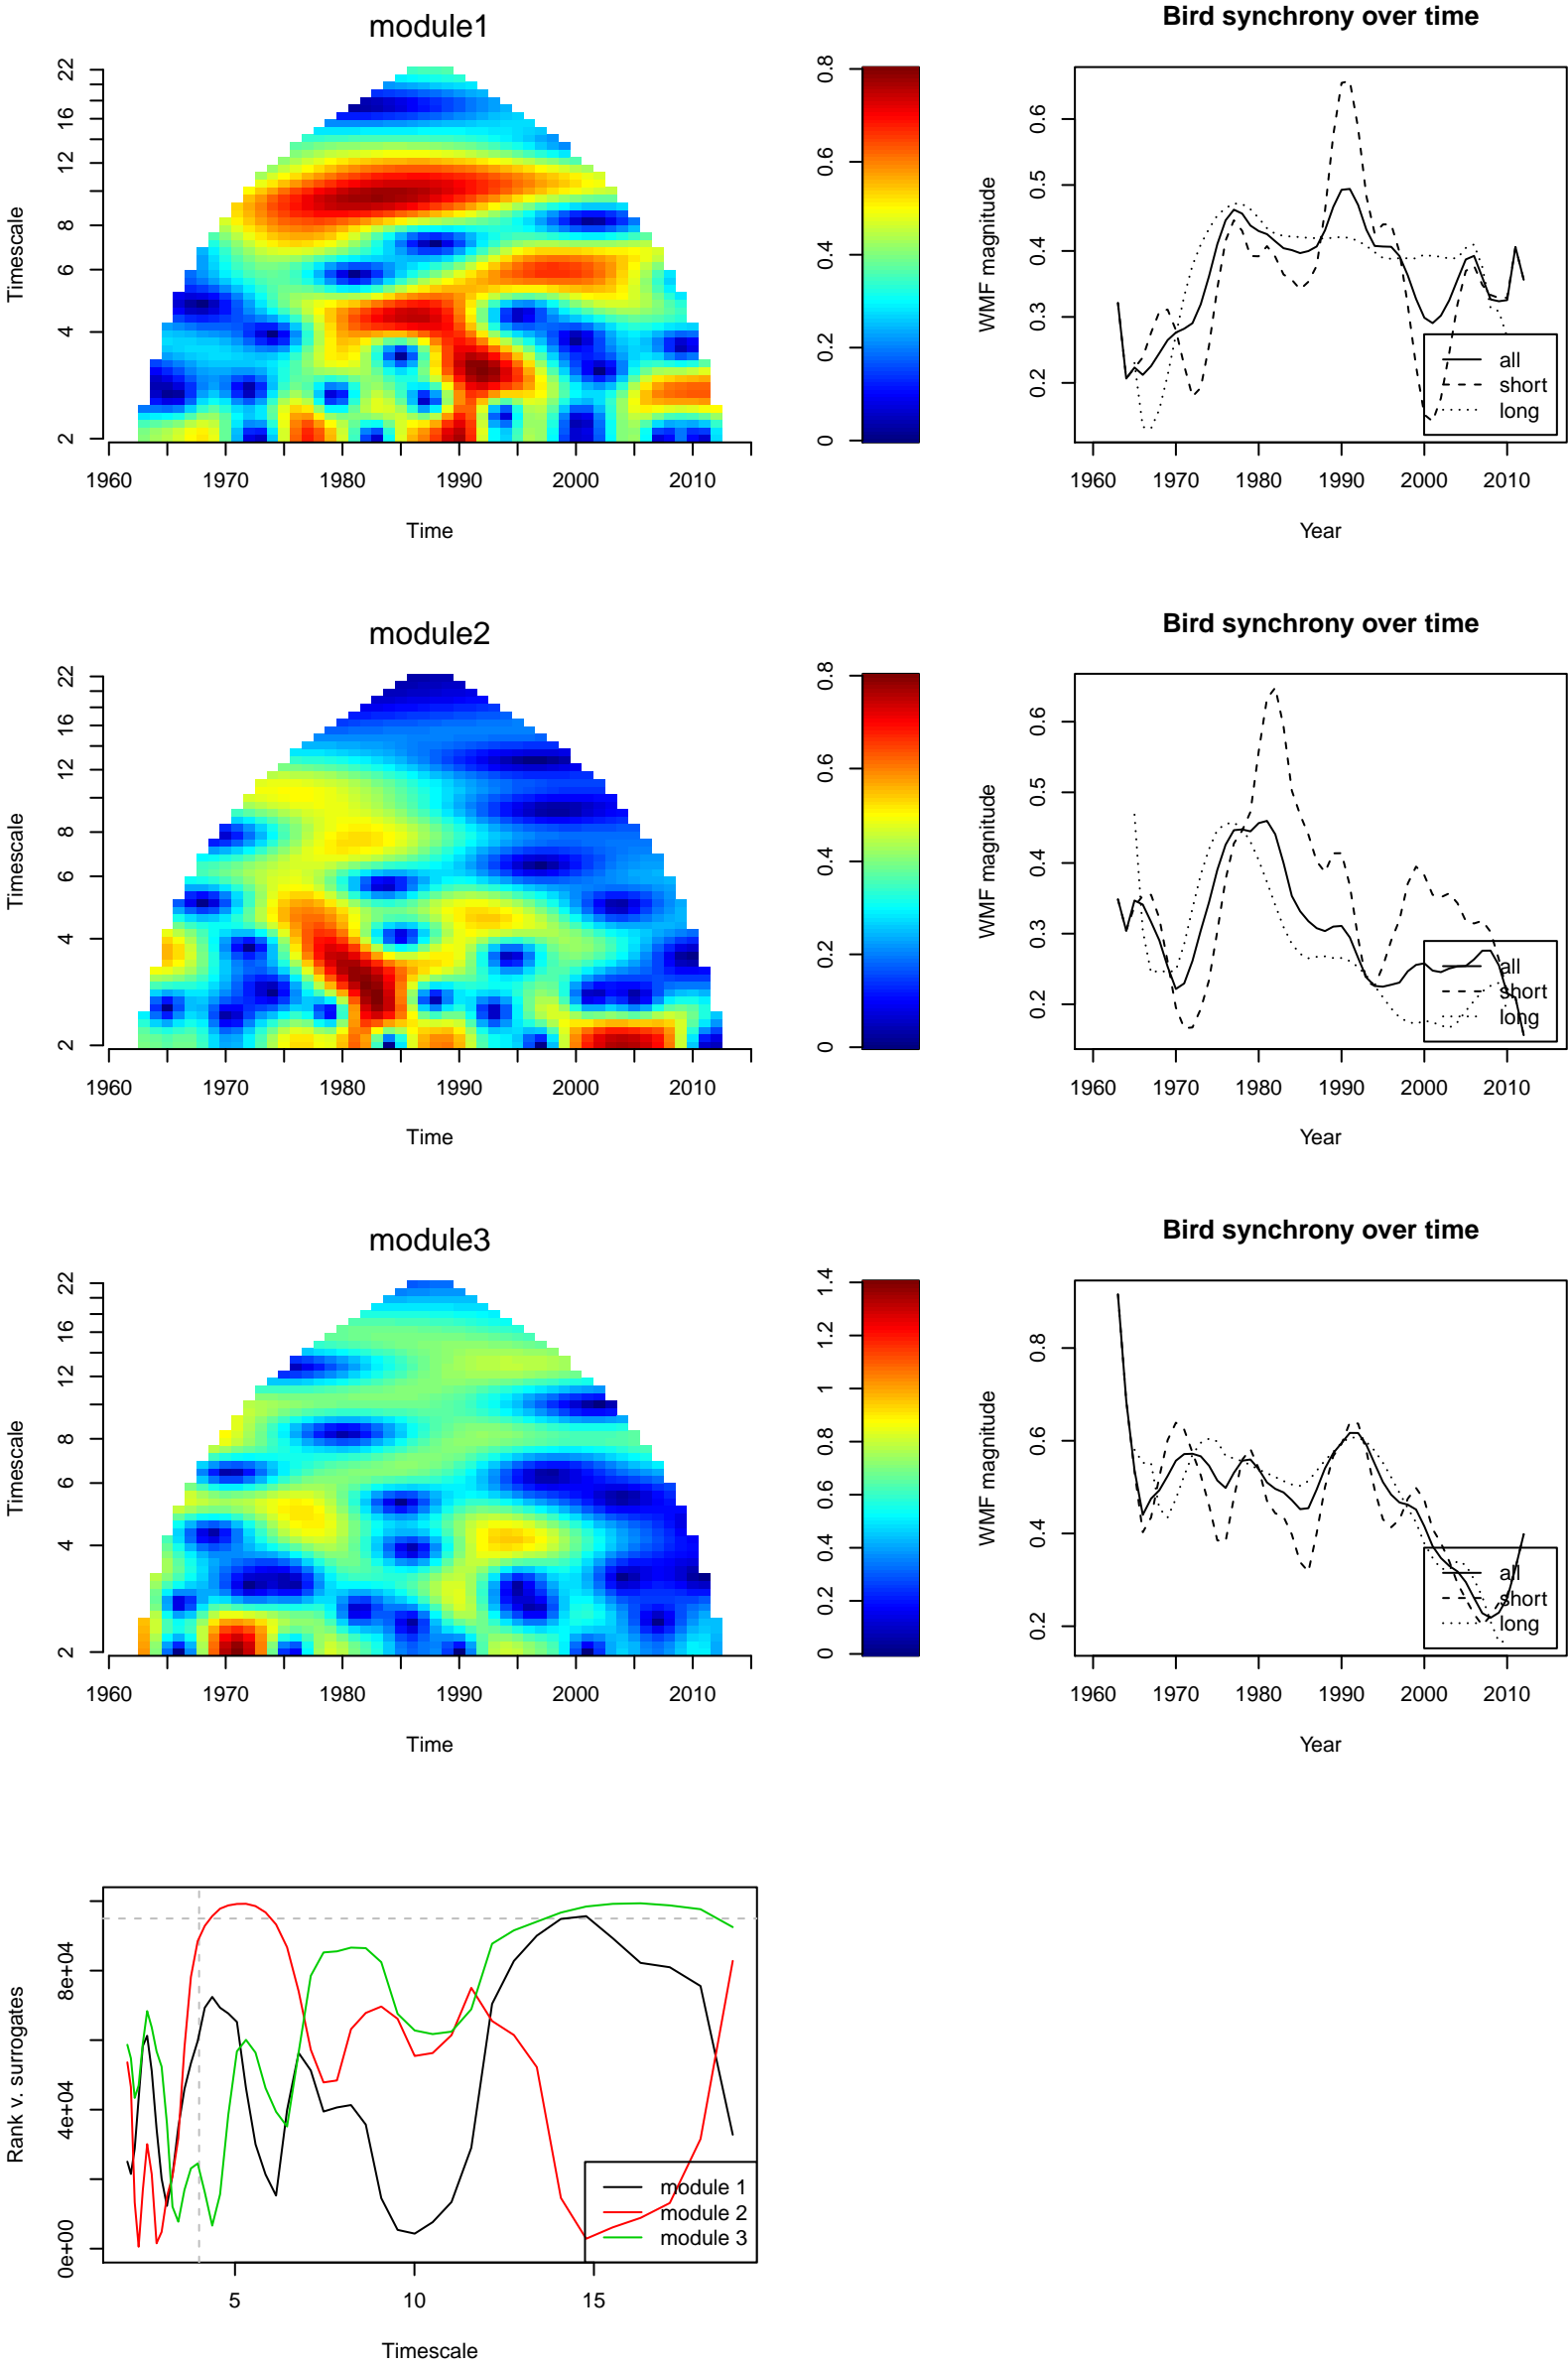 module1
Timescale
22
16
12
8
6
4
2
1960 1970 1980 1990 2000 2010
Time
0.8
0.6
0.4
0.2
0
Bird synchrony over time
WMF magnitude
0.6
0.5
0.4
0.3
0.2
all
short
long
1960 1970 1980 1990 2000 2010
Year
module2
Timescale
22
16
12
8
6
4
2
1960 1970 1980 1990 2000 2010
Time
0.8
0.6
0.4
0.2
0
Bird synchrony over time
WMF magnitude
0.6
0.5
0.4
0.3
0.2
all
short
long
1960 1970 1980 1990 2000 2010
Year
module3
Timescale
22
16
12
8
6
4
2
1960 1970 1980 1990 2000 2010
Time
1.4
1.2
1
0.8
0.6
0.4
0.2
0
Bird synchrony over time
WMF magnitude
0.8
0.6
0.4
0.2
all
short
long
1960 1970 1980 1990 2000 2010
Year
Rank v. surrogates
8e+04
4e+04
0e+00
module 1
module 2
module 3
5 10 15
Timescale